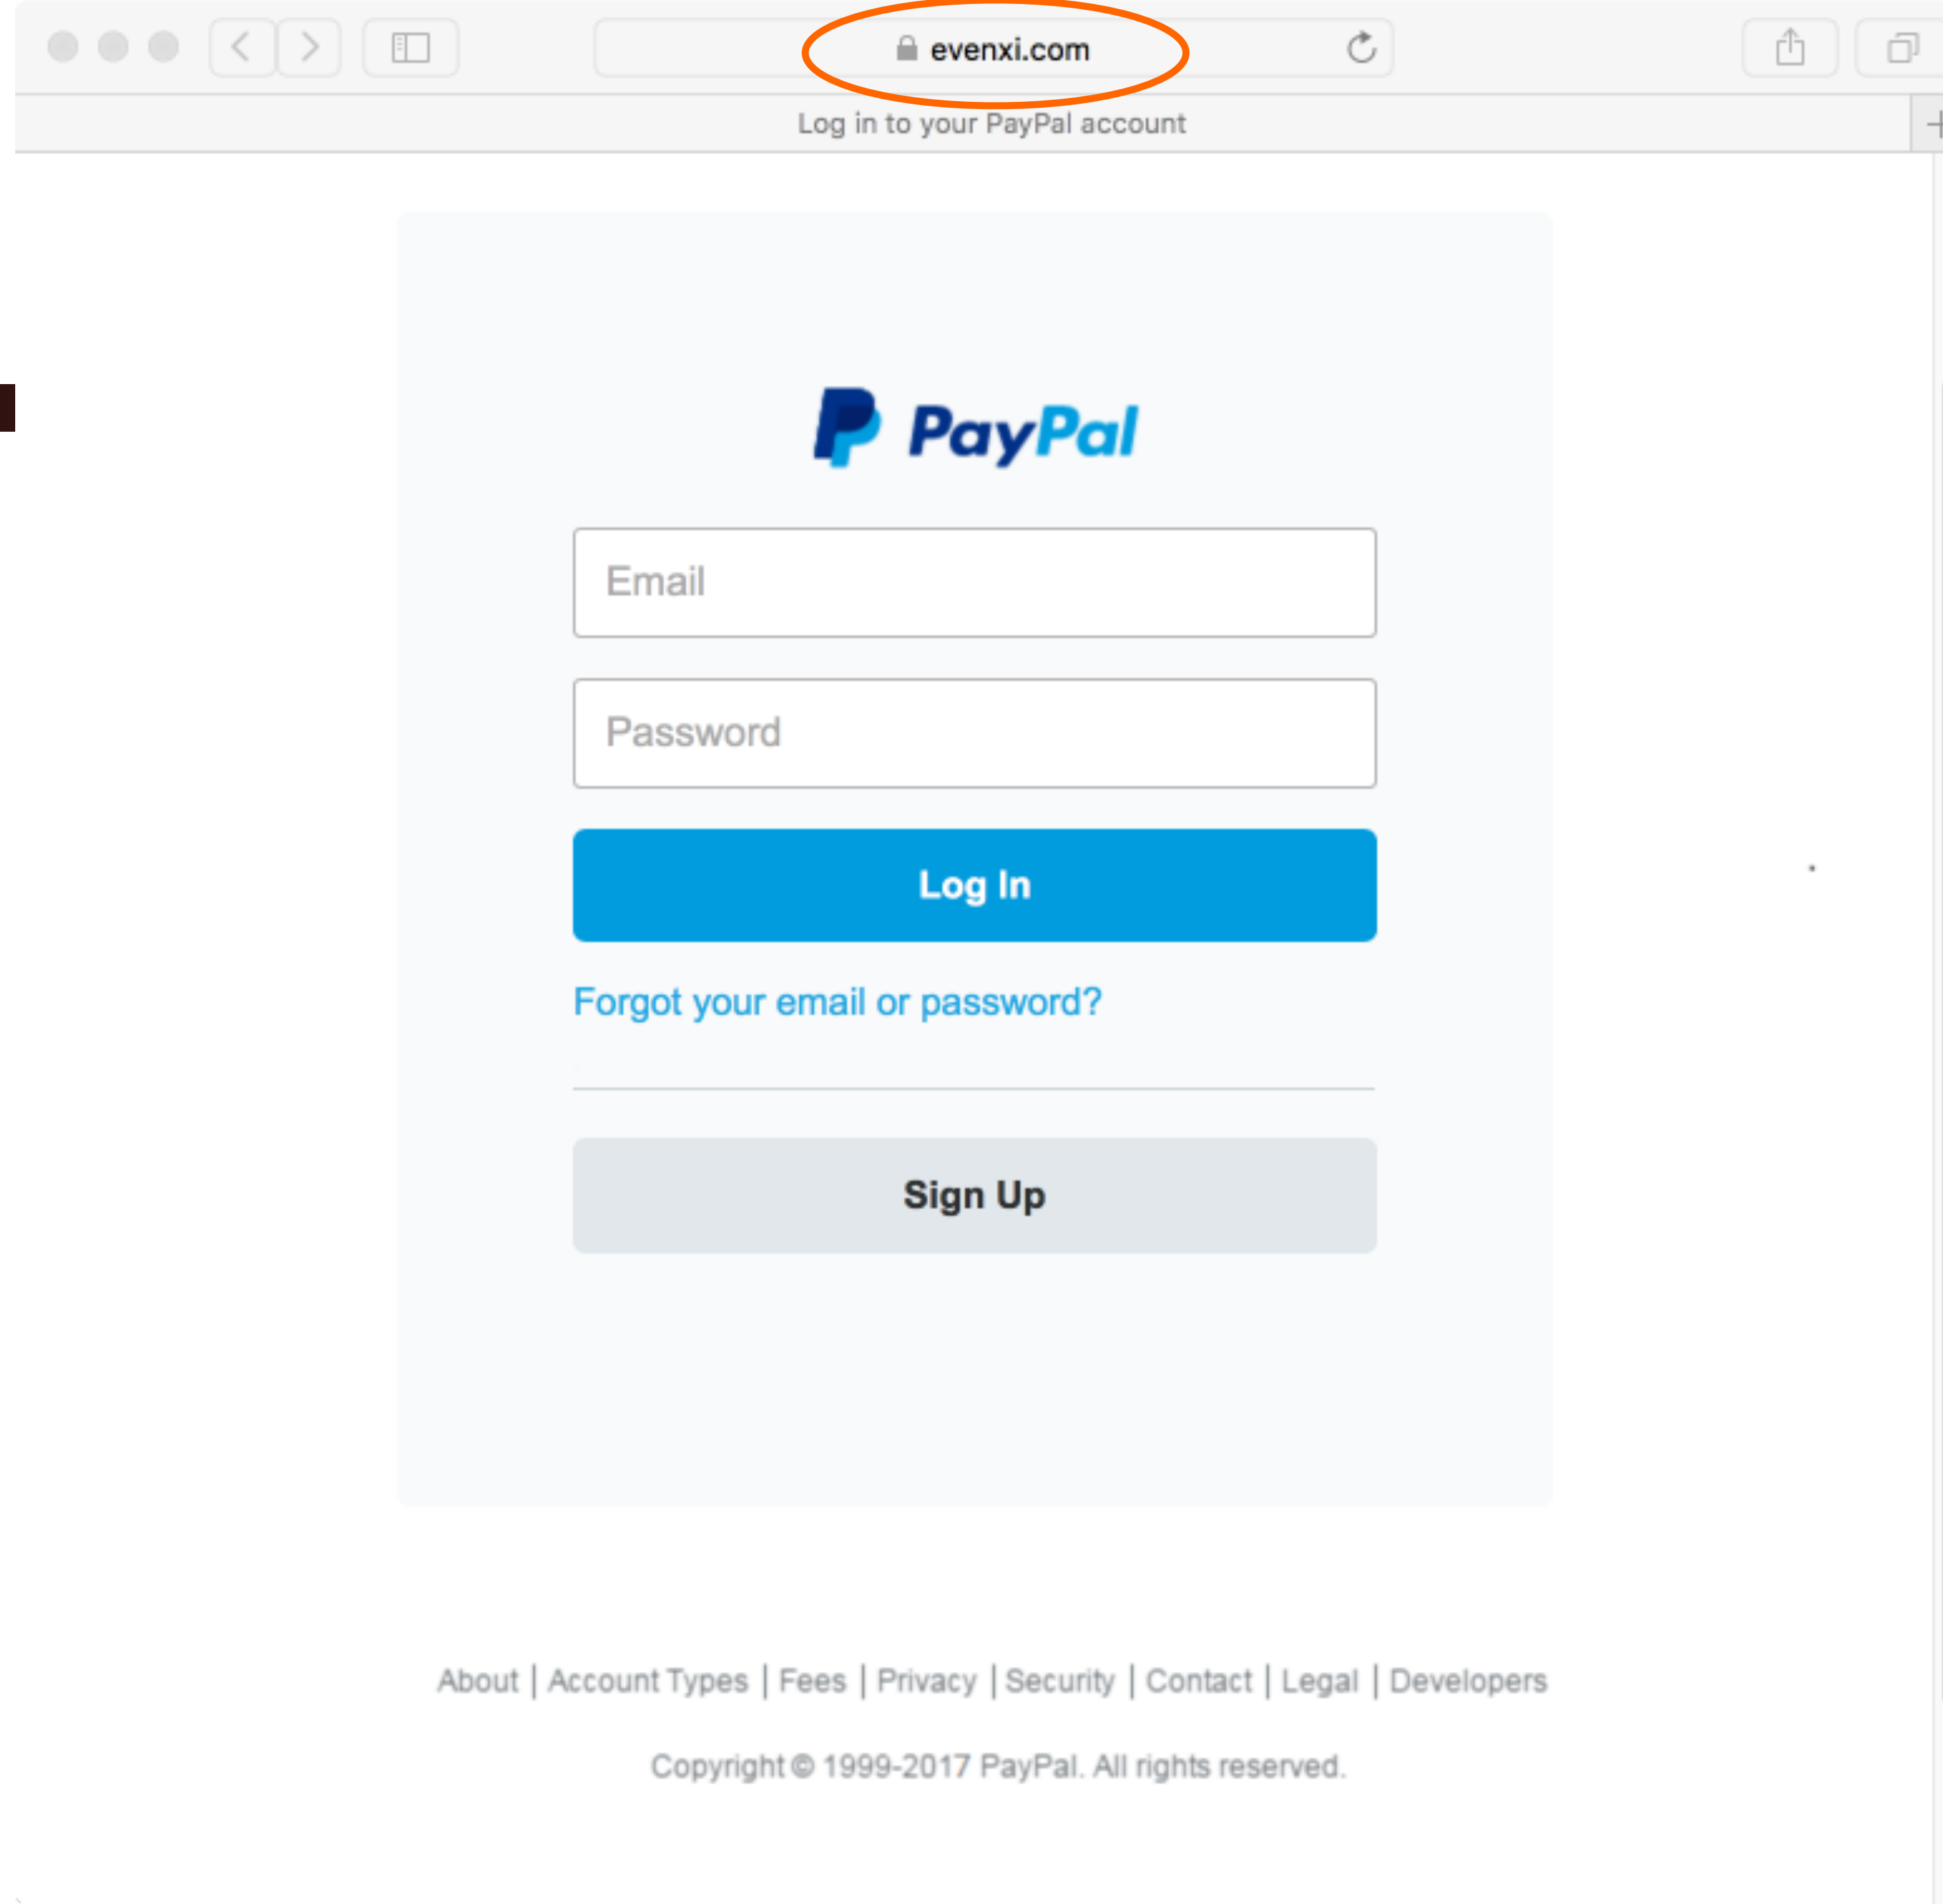 evenxi.com
Log in to your PayPal account
PayPal
Email
Password
Log In
Forgot your email or password?
Sign Up
About | Account Types | Fees | Privacy | Security | Contact | Legal | Developers
Copyright © 1999-2017 PayPal. All rights reserved.